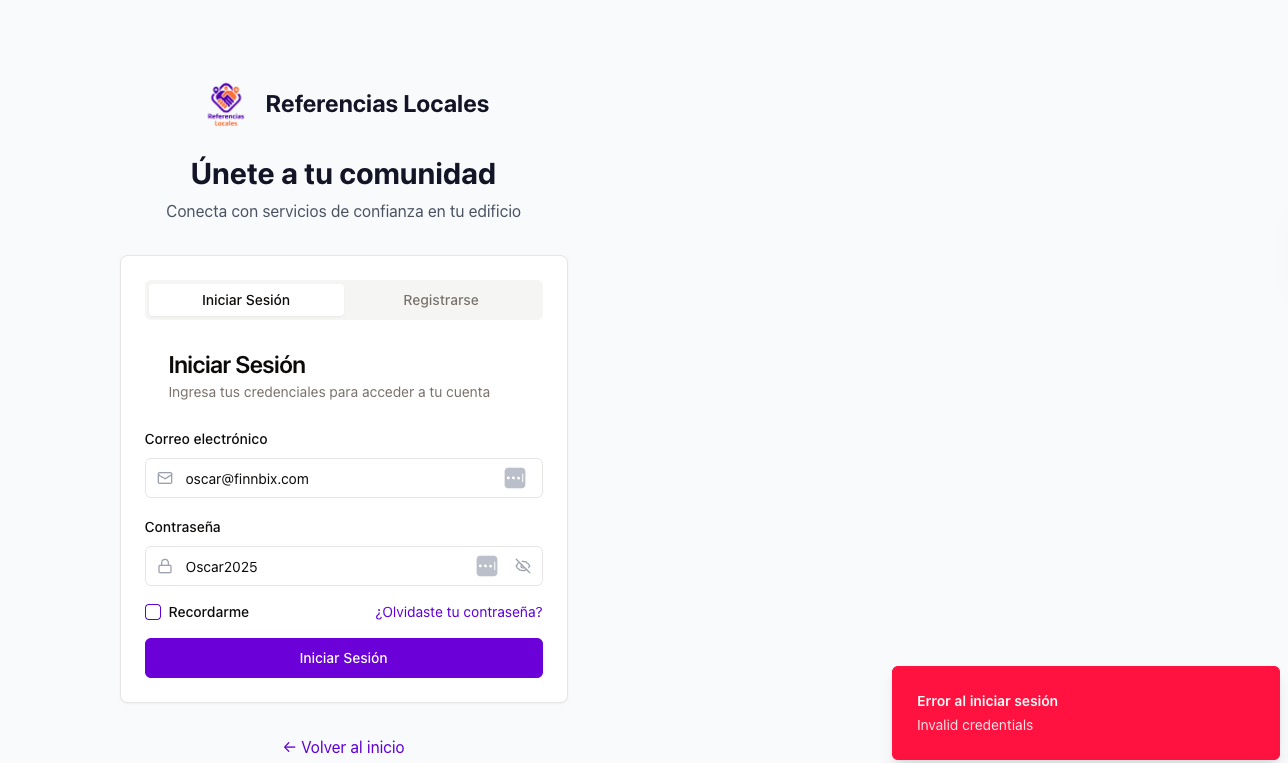 Referencias
Locales
Referencias Locales
Únete a tu comunidad
Conecta con servicios de confianza en tu edificio
Iniciar Sesión
Registrarse
Iniciar Sesión
Ingresa tus credenciales para acceder a tu cuenta
Correo electrónico
oscar@finnbix.com
Contraseña
Oscar2025
Recordarme
¿Olvidaste tu contraseña?
Iniciar Sesión
← Volver al inicio
Error al iniciar sesión
Invalid credentials